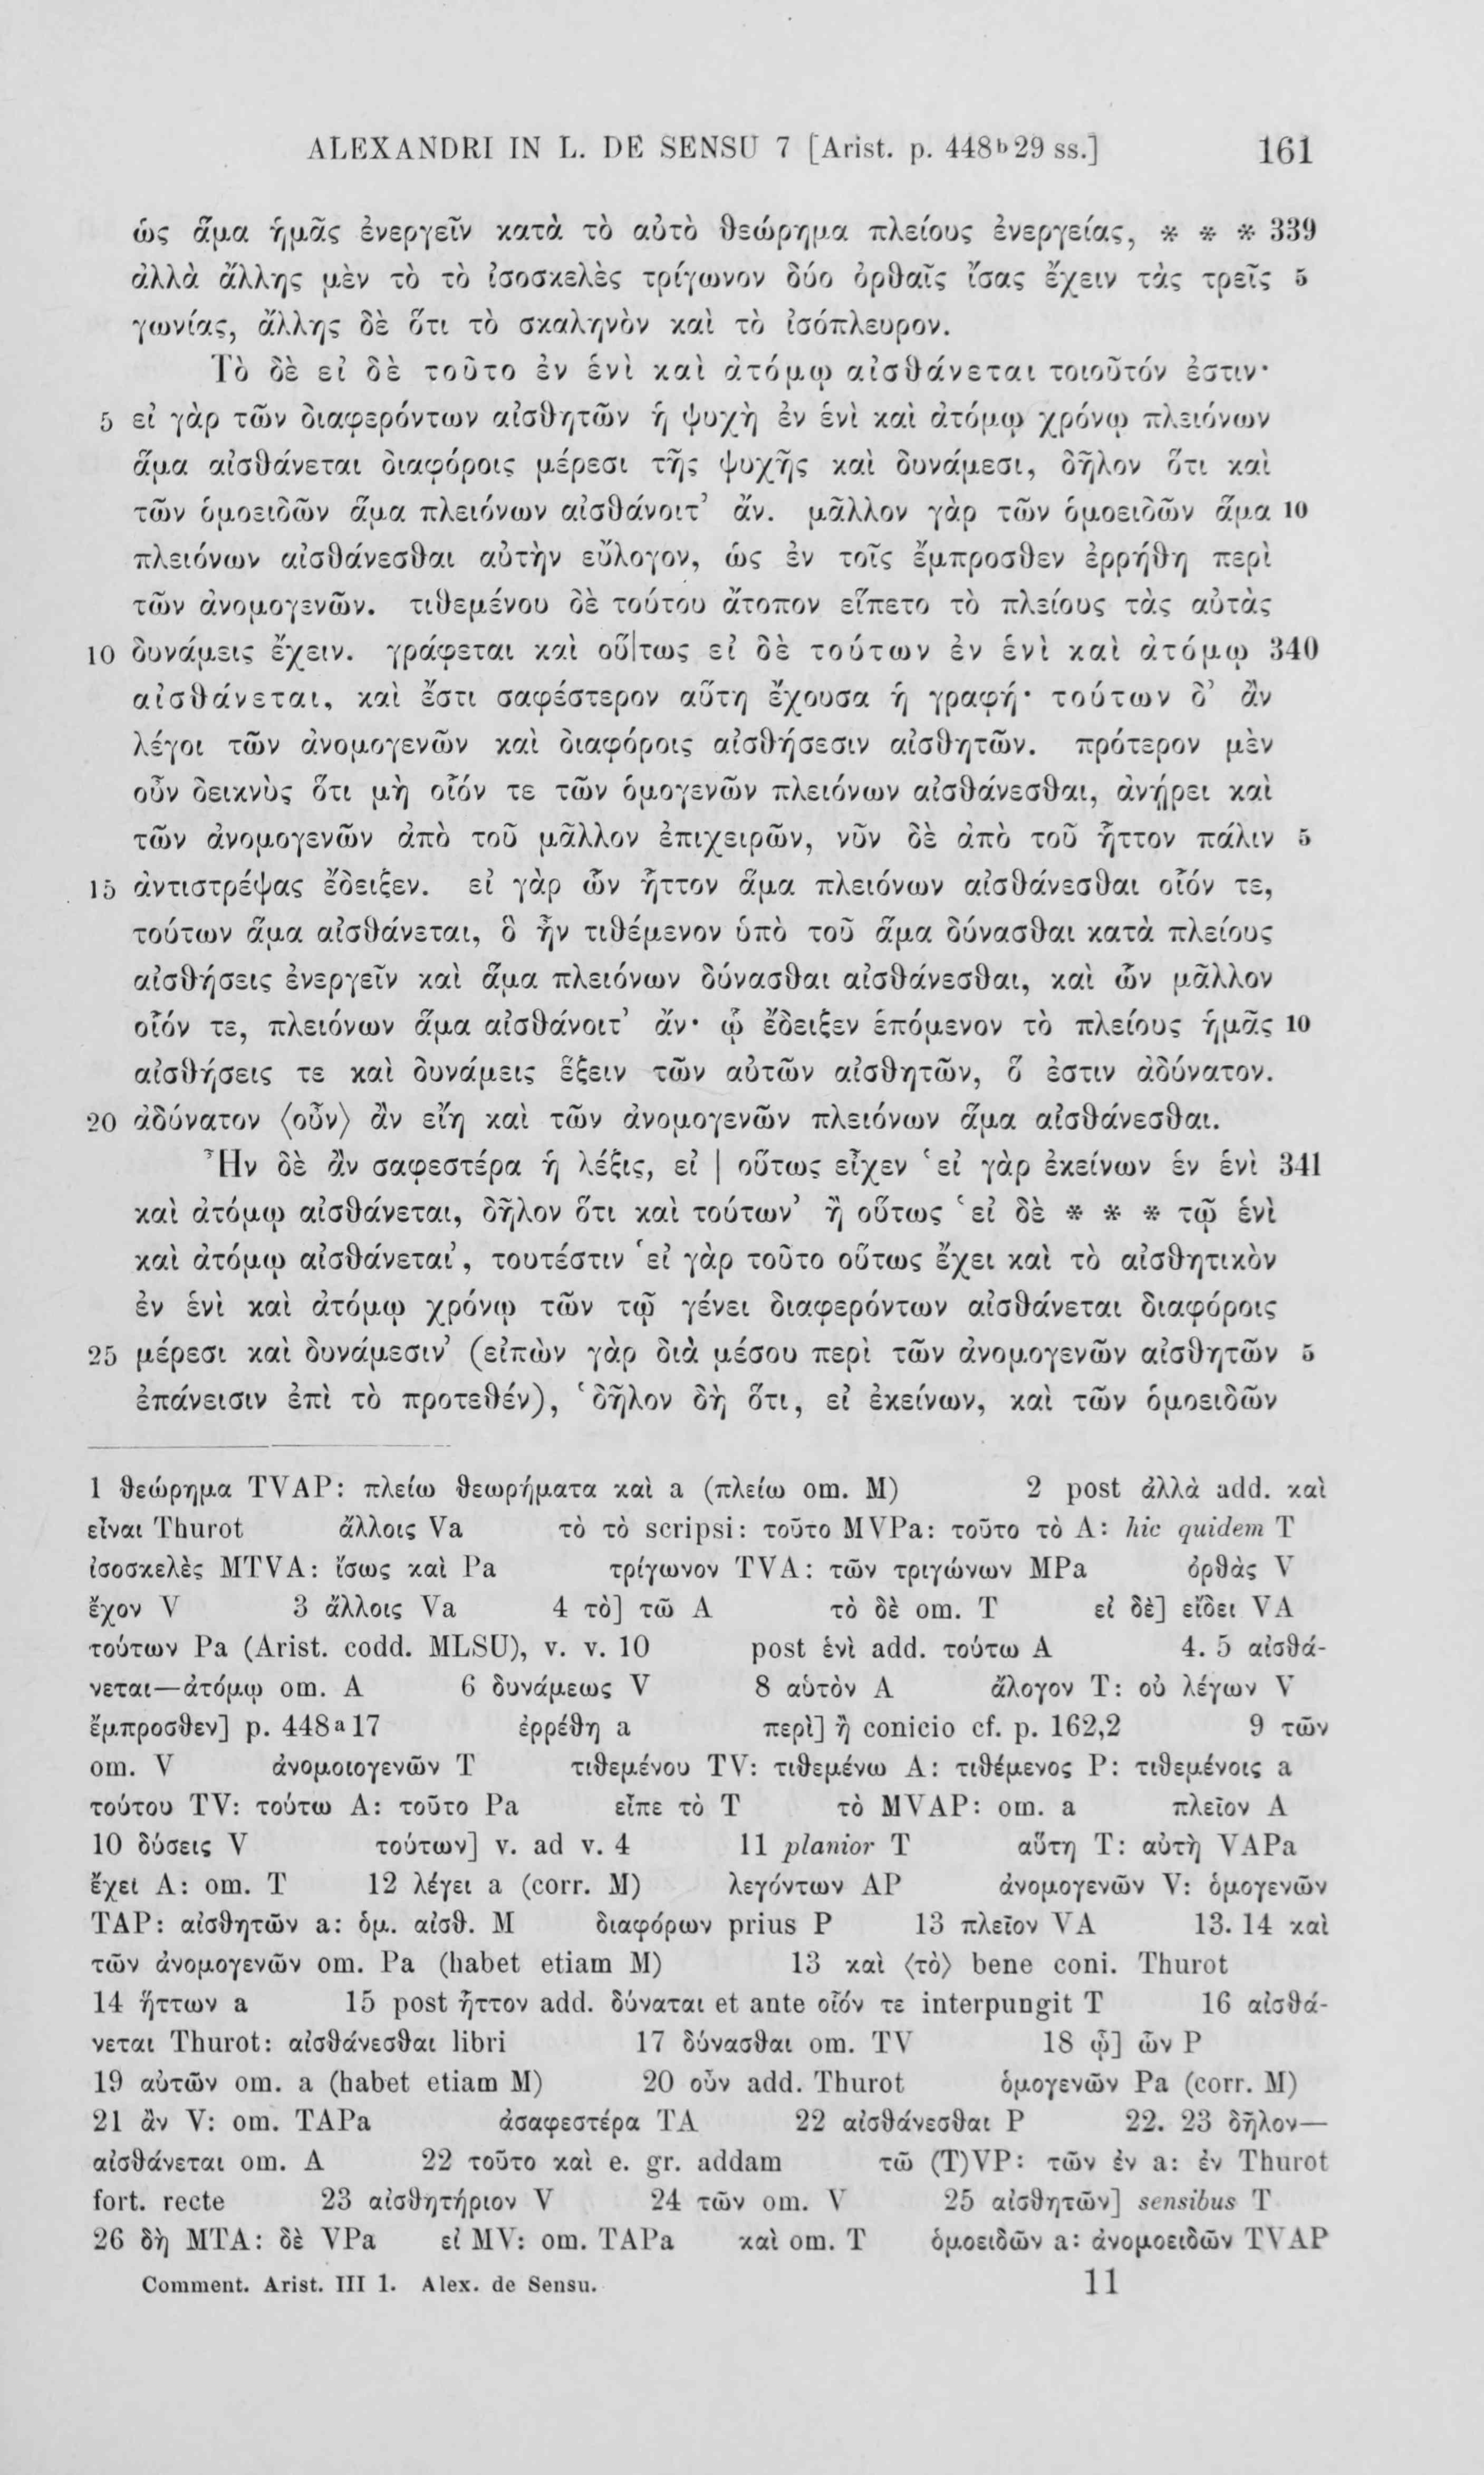 ALEXANDRI IN L. DE SENSU 7 [Arist. p. 448ᵇ29 ss.] 161
ὡς ἅμα ἡμᾶς ἐνεργεῖν κατὰ τὸ αὐτὸ θεώρημα πλείους ἐνεργείας, * * * 339
ἀλλὰ ἄλλης μὲν τὸ τὸ ἰσοσκελὲς τρίγωνον δύο ὀρθαῖς ἴσας ἔχειν τὰς τρεῖς 5
γωνίας, ἄλλης δὲ ὅτι τὸ σκαληνὸν καὶ τὸ ἰσόπλευρον.
Τὸ δὲ εἰ δὲ τοῦτο ἐν ἑνὶ καὶ ἀτόμῳ αἰσθάνεται τοιοῦτόν ἐστιν·
5 εἰ γὰρ τῶν διαφερόντων αἰσθητῶν ἡ ψυχὴ ἐν ἑνὶ καὶ ἀτόμῳ χρόνῳ πλειόνων
ἅμα αἰσθάνεται διαφόροις μέρεσι τῆς ψυχῆς καὶ δυνάμεσι, δῆλον ὅτι καὶ
τῶν ὁμοειδῶν ἅμα πλειόνων αἰσθάνοιτ’ ἄν. μᾶλλον γὰρ τῶν ὁμοειδῶν ἅμα 10
πλειόνων αἰσθάνεσθαι αὐτὴν εὔλογον, ὡς ἐν τοῖς ἔμπροσθεν ἐρρήθη περὶ
τῶν ἀνομογενῶν. τιθεμένου δὲ τούτου ἄτοπον εἵπετο τὸ πλείους τὰς αὐτὰς
10 δυνάμεις ἔχειν. γράφεται καὶ οὕ|τως εἰ δὲ τούτων ἐν ἑνὶ καὶ ἀτόμῳ 340
αἰσθάνεται, καὶ ἔστι σαφέστερον αὕτη ἔχουσα ἡ γραφή· τούτων δ’ ἂν
λέγοι τῶν ἀνομογενῶν καὶ διαφόροις αἰσθήσεσιν αἰσθητῶν. πρότερον μὲν
οὖν δεικνὺς ὅτι μὴ οἷόν τε τῶν ὁμογενῶν πλειόνων αἰσθάνεσθαι, ἀνῄρει καὶ
τῶν ἀνομογενῶν ἀπὸ τοῦ μᾶλλον ἐπιχειρῶν, νῦν δὲ ἀπὸ τοῦ ἧττον πάλιν 5
15 ἀντιστρέψας ἔδειξεν. εἰ γὰρ ὧν ἧττον ἅμα πλειόνων αἰσθάνεσθαι οἷόν τε,
τούτων ἅμα αἰσθάνεται, ὃ ἦν τιθέμενον ὑπὸ τοῦ ἅμα δύνασθαι κατὰ πλείους
αἰσθήσεις ἐνεργεῖν καὶ ἅμα πλειόνων δύνασθαι αἰσθάνεσθαι, καὶ ὧν μᾶλλον
οἷόν τε, πλειόνων ἅμα αἰσθάνοιτ’ ἄν· ᾧ ἔδειξεν ἑπόμενον τὸ πλείους ἡμᾶς 10
αἰσθήσεις τε καὶ δυνάμεις ἕξειν τῶν αὐτῶν αἰσθητῶν, ὅ ἐστιν ἀδύνατον.
20 ἀδύνατον ⟨οὖν⟩ ἂν εἴη καὶ τῶν ἀνομογενῶν πλειόνων ἅμα αἰσθάνεσθαι.
Ἦν δὲ ἂν σαφεστέρα ἡ λέξις, εἰ | οὕτως εἶχεν ‘εἰ γὰρ ἐκείνων ἐν ἑνὶ 341
καὶ ἀτόμῳ αἰσθάνεται, δῆλον ὅτι καὶ τούτων’ ἢ οὕτως ‘εἰ δὲ * * * τῷ ἑνὶ
καὶ ἀτόμῳ αἰσθάνεται’, τουτέστιν ‘εἰ γὰρ τοῦτο οὕτως ἔχει καὶ τὸ αἰσθητικὸν
ἐν ἑνὶ καὶ ἀτόμῳ χρόνῳ τῶν τῷ γένει διαφερόντων αἰσθάνεται διαφόροις
25 μέρεσι καὶ δυνάμεσιν’ (εἰπὼν γὰρ διὰ μέσου περὶ τῶν ἀνομογενῶν αἰσθητῶν 5
ἐπάνεισιν ἐπὶ τὸ προτεθέν), ‘δῆλον δὴ ὅτι, εἰ ἐκείνων, καὶ τῶν ὁμοειδῶν
1 θεώρημα TVAP: πλείω θεωρήματα καὶ a (πλείω om. M) 2 post ἀλλὰ add. καὶ
εἶναι Thurot ἄλλοις Va τὸ τὸ scripsi: τοῦτο MVPa: τοῦτο τὸ A: hic quidem T
ἰσοσκελὲς MTVA: ἴσως καὶ Pa τρίγωνον TVA: τῶν τριγώνων MPa ὀρθὰς V
ἔχον V 3 ἄλλοις Va 4 τὸ] τῶ A τὸ δὲ om. T εἰ δὲ] εἴδει VA
τούτων Pa (Arist. codd. MLSU), v. v. 10 post ἑνὶ add. τούτω A 4. 5 αἰσθά-
νεται—ἀτόμῳ om. A 6 δυνάμεως V 8 αὐτὸν A ἄλογον T: οὐ λέγων V
ἔμπροσθεν] p. 448ᵃ17 ἐρρέθη a περὶ] ἢ conicio cf. p. 162,2 9 τῶν
om. V ἀνομοιογενῶν T τιθεμένου TV: τιθεμένω A: τιθέμενος P: τιθεμένοις a
τούτου TV: τούτω A: τοῦτο Pa εἶπε τὸ T τὸ MVAP: om. a πλεῖον A
10 δύσεις V τούτων] v. ad v. 4 11 planior T αὕτη T: αὐτὴ VAPa
ἔχει A: om. T 12 λέγει a (corr. M) λεγόντων AP ἀνομογενῶν V: ὁμογενῶν
TAP: αἰσθητῶν a: ὁμ. αἰσθ. M διαφόρων prius P 13 πλεῖον VA 13. 14 καὶ
τῶν ἀνομογενῶν om. Pa (habet etiam M) 13 καὶ ⟨τὸ⟩ bene coni. Thurot
14 ἥττων a 15 post ἧττον add. δύναται et ante οἷόν τε interpungit T 16 αἰσθά-
νεται Thurot: αἰσθάνεσθαι libri 17 δύνασθαι om. TV 18 ᾧ] ὧν P
19 αὐτῶν om. a (habet etiam M) 20 οὖν add. Thurot ὁμογενῶν Pa (corr. M)
21 ἂν V: om. TAPa ἀσαφεστέρα TA 22 αἰσθάνεσθαι P 22. 23 δῆλον—
αἰσθάνεται om. A 22 τοῦτο καὶ e. gr. addam τῶ (T)VP: τῶν ἐν a: ἐν Thurot
fort. recte 23 αἰσθητήριον V 24 τῶν om. V 25 αἰσθητῶν] sensibus T
26 δὴ MTA: δὲ VPa εἰ MV: om. TAPa καὶ om. T ὁμοειδῶν a: ἀνομοειδῶν TVAP
Comment. Arist. III 1. Alex. de Sensu. 11